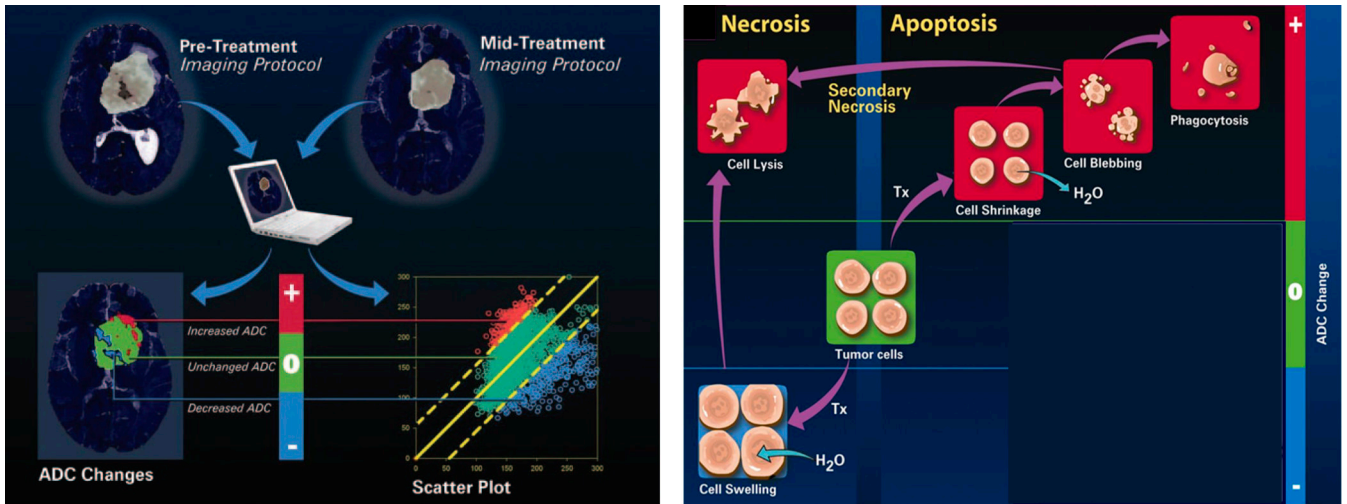 Pre-Treatment
Imaging Protocol
Mid-Treatment
Imaging Protocol
+
0
-
Increased ADC
Unchanged ADC
Decreased ADC
ADC Changes
300
250
200
150
100
50
0
0 50 100 150 200 250 300
Scatter Plot
Necrosis
Apoptosis
Secondary
Necrosis
Cell Lysis
Phagocytosis
Cell Blebbing
Tx
Cell Shrinkage
H2O
Tumor cells
Tx
H2O
Cell Swelling
+
0
-
ADC Change